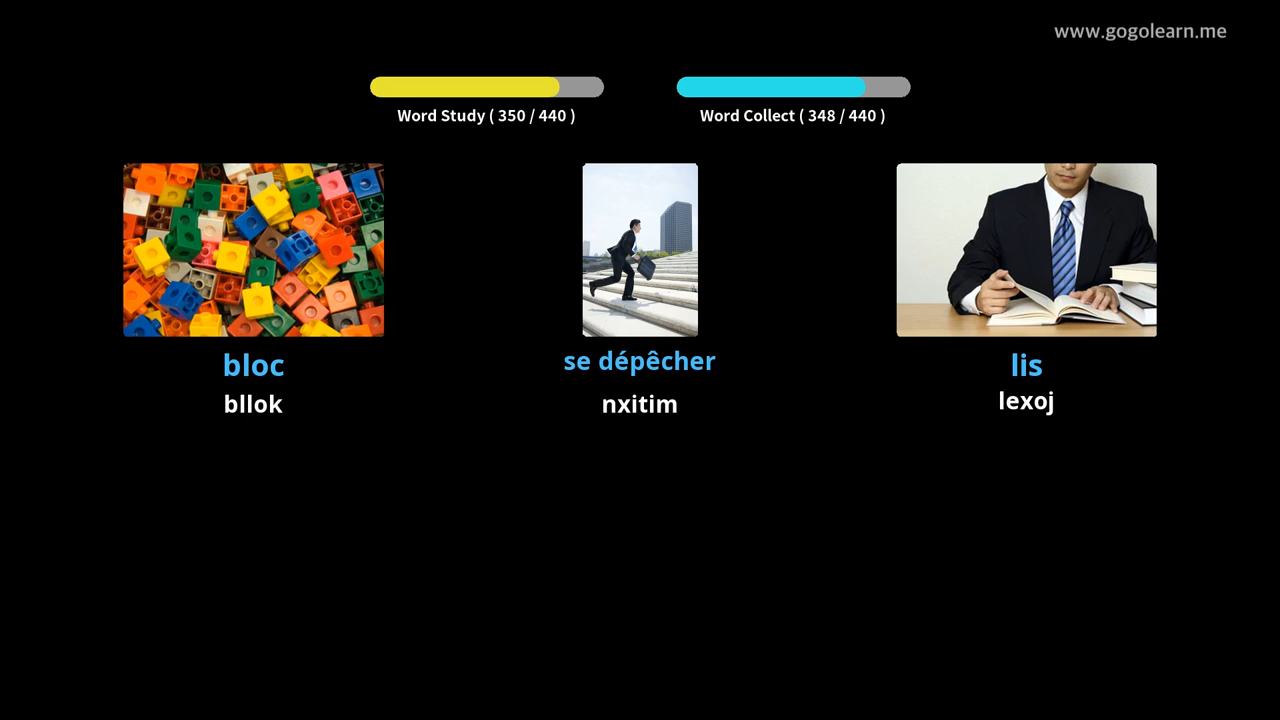 www.gogolearn.me
Word Study ( 350 / 440 )
Word Collect ( 348 / 440 )
bloc
se dépêcher
lis
bllok
nxitim
lexoj